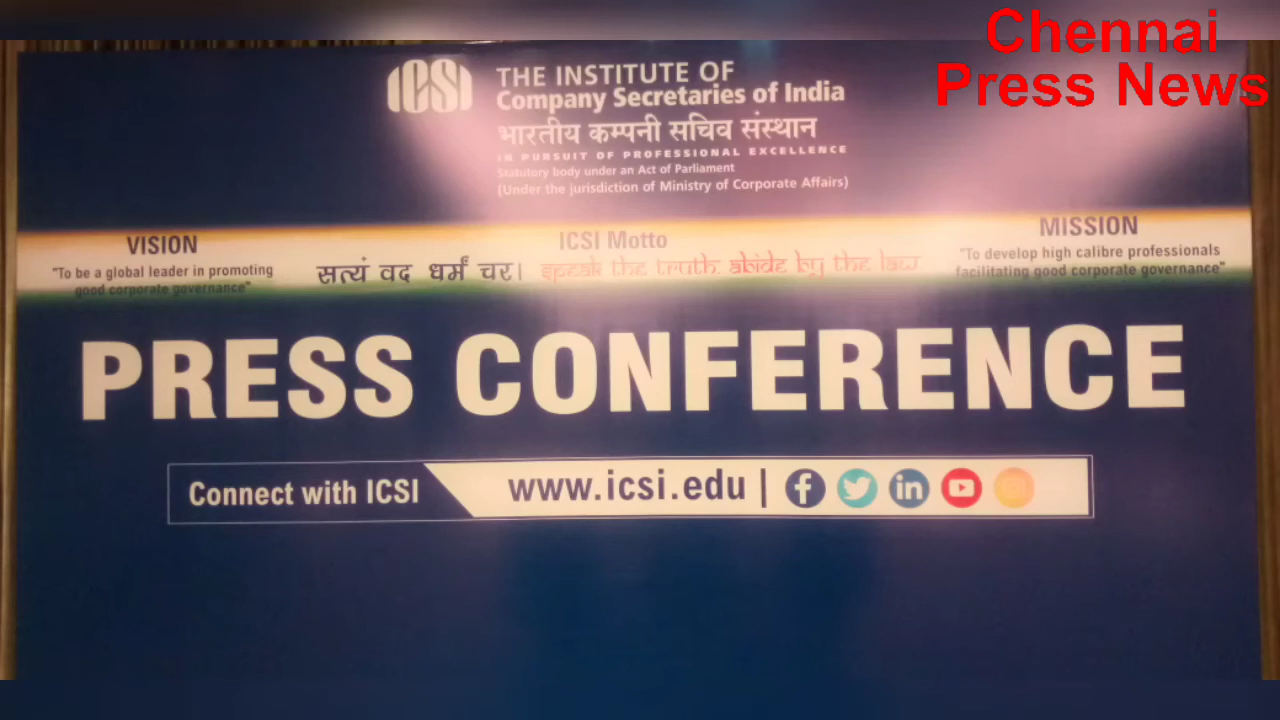 Chennai
Press News
ICSI
THE INSTITUTE OF
Company Secretaries of India
भारतीय कम्पनी सचिव संस्थान
IN PURSUIT OF PROFESSIONAL EXCELLENCE
Statutory body under an Act of Parliament
(Under the jurisdiction of Ministry of Corporate Affairs)
VISION
"To be a global leader in promoting
good corporate governance"
ICSI Motto
सत्यं वद धर्मं चर। speak the truth. abide by the law
MISSION
"To develop high calibre professionals
facilitating good corporate governance"
PRESS CONFERENCE
Connect with ICSI
www.icsi.edu |